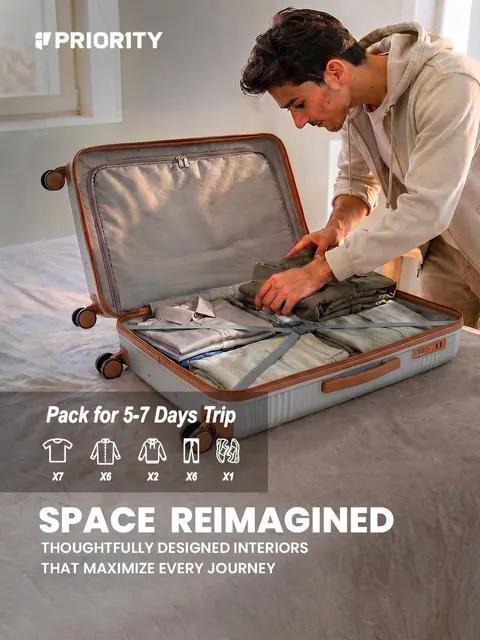 PRIOR1TY
Pack for 5-7 Days Trip
X7 X6 X2 X6 X1
SPACE REIMAGINED
THOUGHTFULLY DESIGNED INTERIORS
THAT MAXIMIZE EVERY JOURNEY